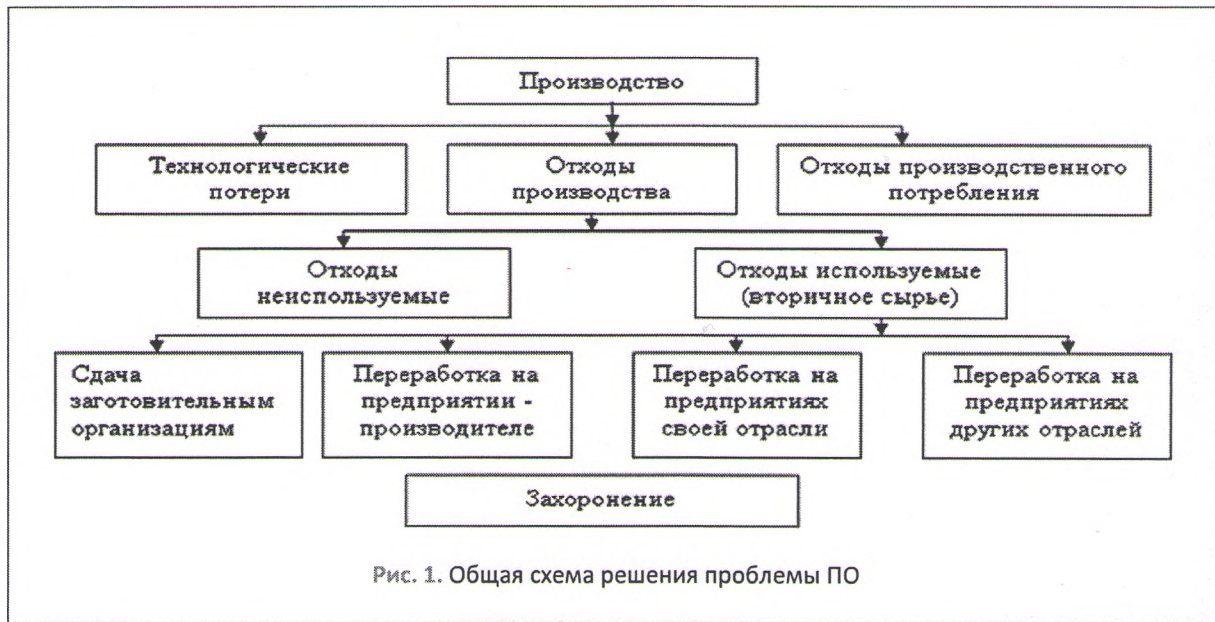 Производство
Технологические
потери
Отходы
производства
Отходы производственного
потребления
Отходы
неиспользуемые
Отходы используемые
(вторичное сырье)
Сдача
заготовительным
организациям
Переработка на
предприятии -
производителе
Переработка на
предприятиях
своей отрасли
Переработка на
предприятиях
других отраслей
Захоронение
Рис. 1. Общая схема решения проблемы ПО